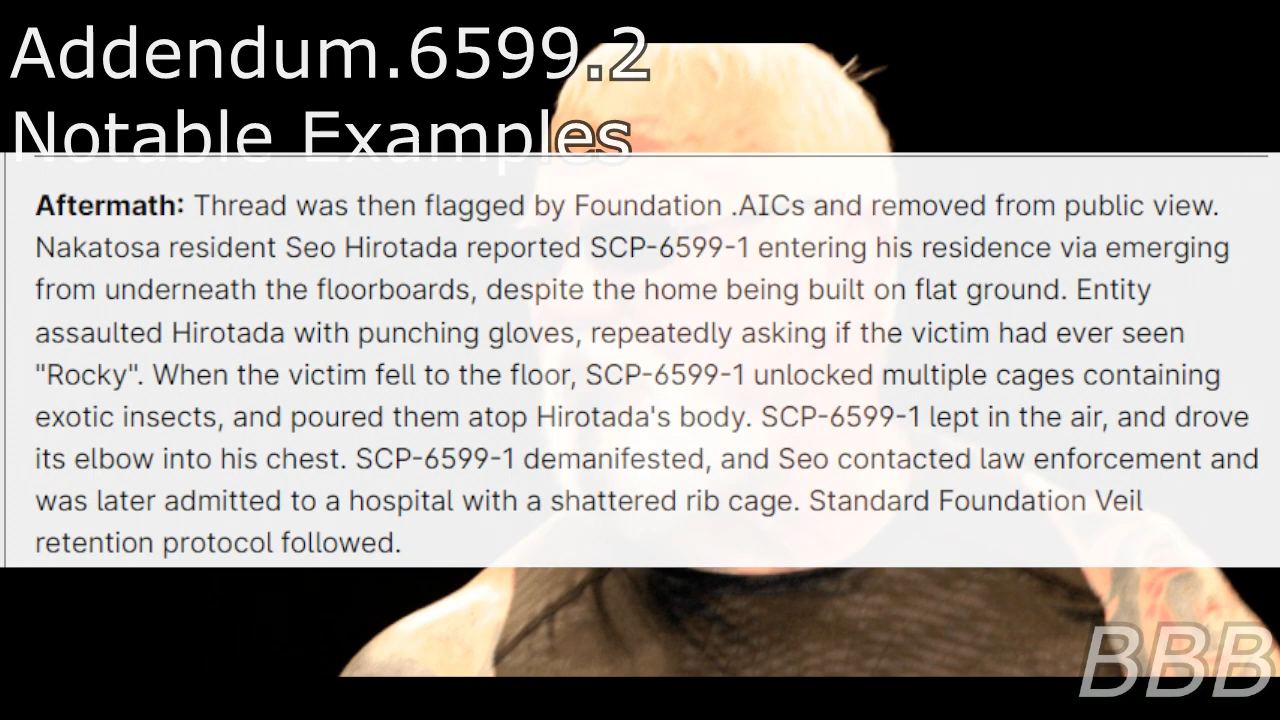 Addendum.6599.2
Notable Examples
Aftermath: Thread was then flagged by Foundation .AICs and removed from public view.
Nakatosa resident Seo Hirotada reported SCP-6599-1 entering his residence via emerging
from underneath the floorboards, despite the home being built on flat ground. Entity
assaulted Hirotada with punching gloves, repeatedly asking if the victim had ever seen
"Rocky". When the victim fell to the floor, SCP-6599-1 unlocked multiple cages containing
exotic insects, and poured them atop Hirotada's body. SCP-6599-1 lept in the air, and drove
its elbow into his chest. SCP-6599-1 demanifested, and Seo contacted law enforcement and
was later admitted to a hospital with a shattered rib cage. Standard Foundation Veil
retention protocol followed.
BBB